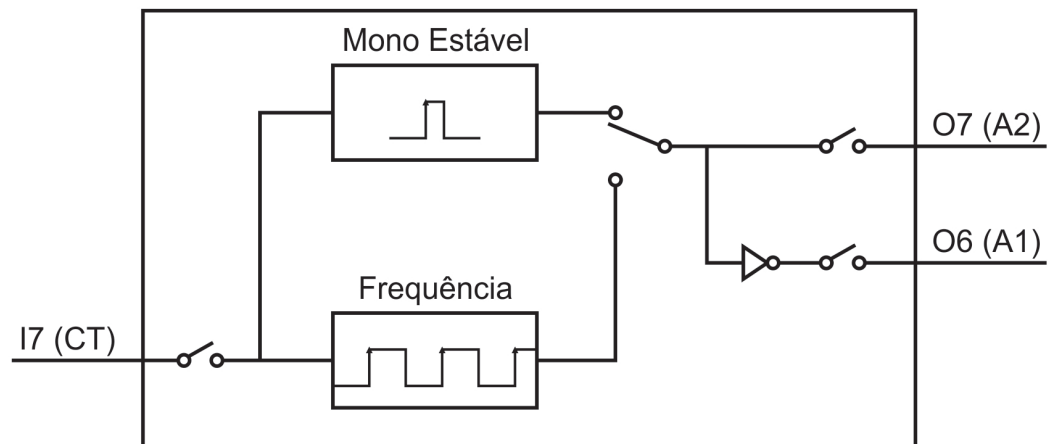 Mono Estável
O7 (A2)
O6 (A1)
Frequência
I7 (CT)